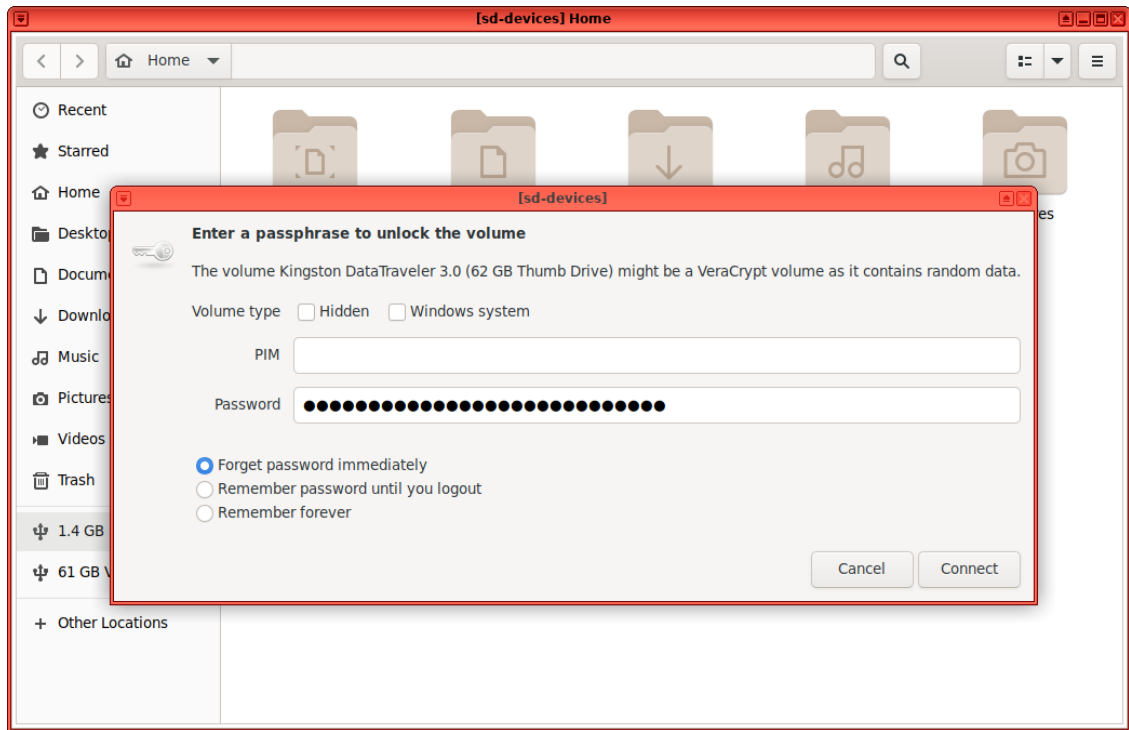 [sd-devices] Home
Home
Recent
Starred
Home
Deskto
Docume
Downlo
Music
Pictures
Videos
Trash
1.4 GB
61 GB V
+ Other Locations
es
[sd-devices]
Enter a passphrase to unlock the volume
The volume Kingston DataTraveler 3.0 (62 GB Thumb Drive) might be a VeraCrypt volume as it contains random data.
Volume type Hidden Windows system
PIM
Password ●●●●●●●●●●●●●●●●●●●●●●●●●●●●
Forget password immediately
Remember password until you logout
Remember forever
Cancel Connect